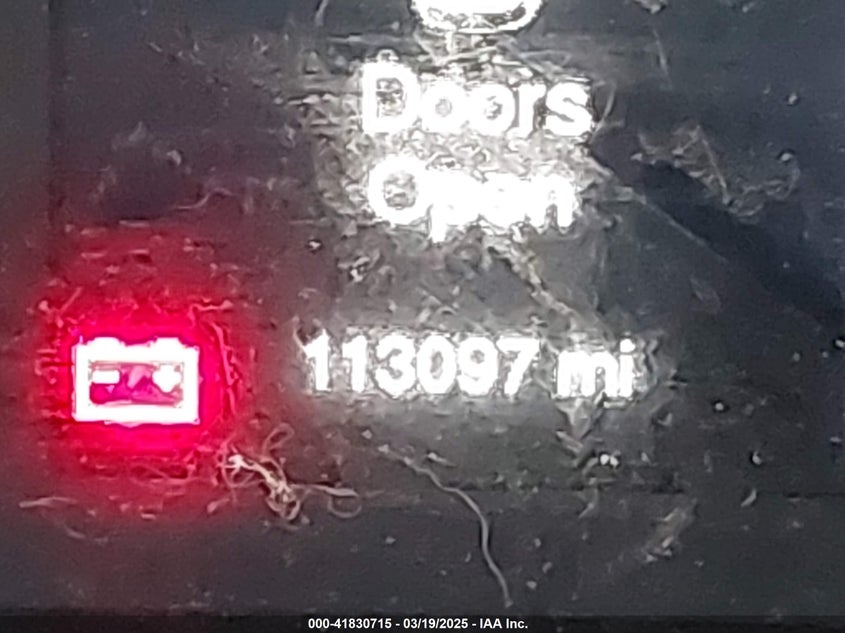 Doors
Open
113097 mi
000-41830715 - 03/19/2025 - IAA Inc.